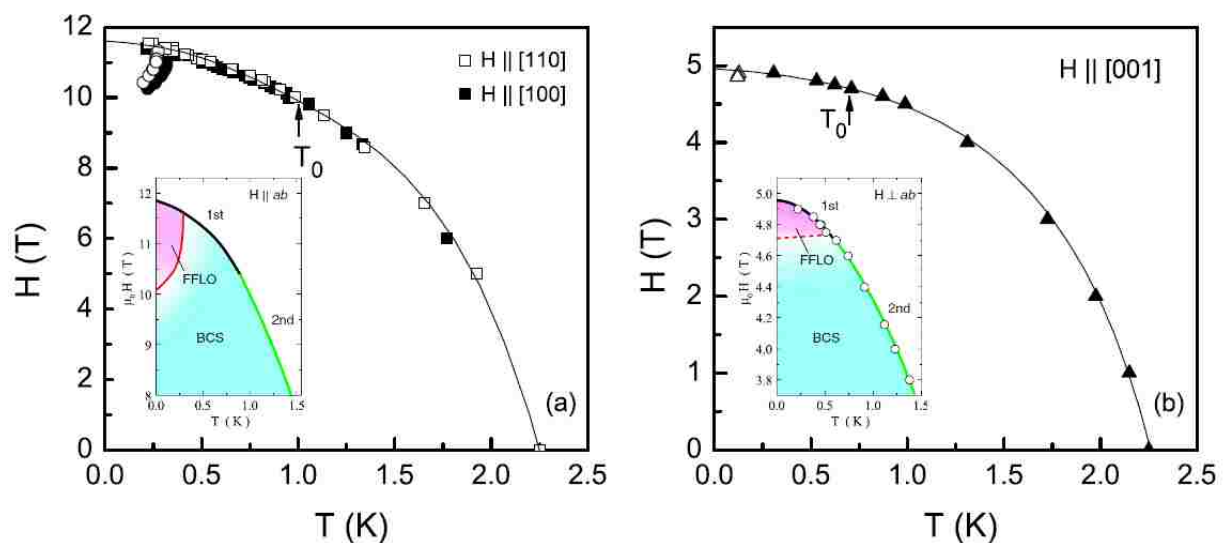 12
10
8
6
4
2
0
H (T)
H || [110]
H || [100]
T0
12
11
10
9
8
μ0H (T)
H || ab
1st
FFLO
BCS
2nd
0.0 0.5 1.0 1.5
T (K)
(a)
0.0 0.5 1.0 1.5 2.0 2.5
T (K)
5
4
3
2
1
0
H (T)
H || [001]
T0
5.0
4.8
4.6
4.4
4.2
4.0
3.8
μ0H (T)
H ⊥ ab
1st
FFLO
BCS
2nd
0.0 0.5 1.0 1.5
T (K)
(b)
0.0 0.5 1.0 1.5 2.0 2.5
T (K)